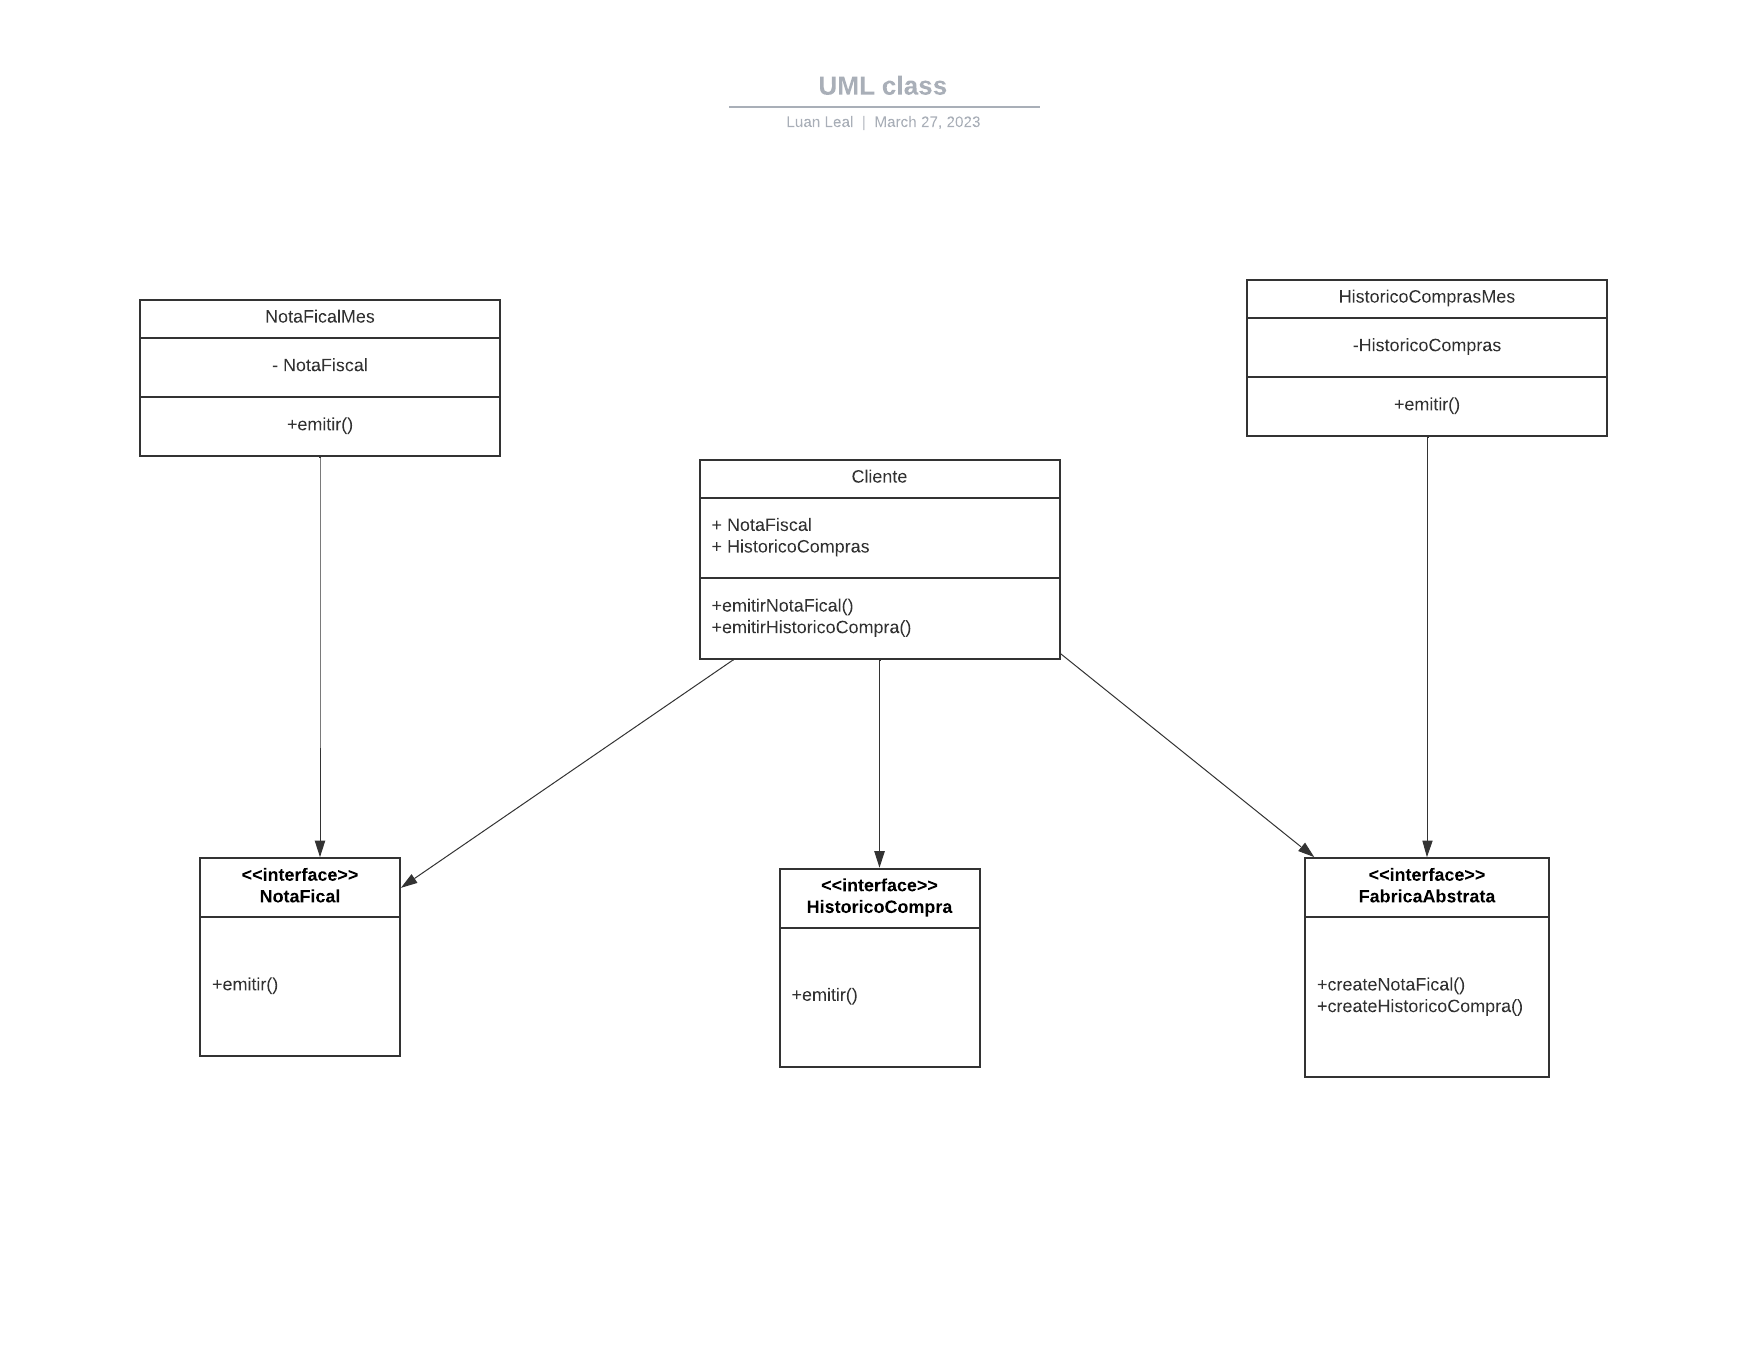 UML class
Luan Leal | March 27, 2023
NotaFicalMes
- NotaFiscal
+emitir()
HistoricoComprasMes
-HistoricoCompras
+emitir()
Cliente
+ NotaFiscal
+ HistoricoCompras
+emitirNotaFical()
+emitirHistoricoCompra()
<<interface>>
NotaFical
+emitir()
<<interface>>
HistoricoCompra
+emitir()
<<interface>>
FabricaAbstrata
+createNotaFical()
+createHistoricoCompra()